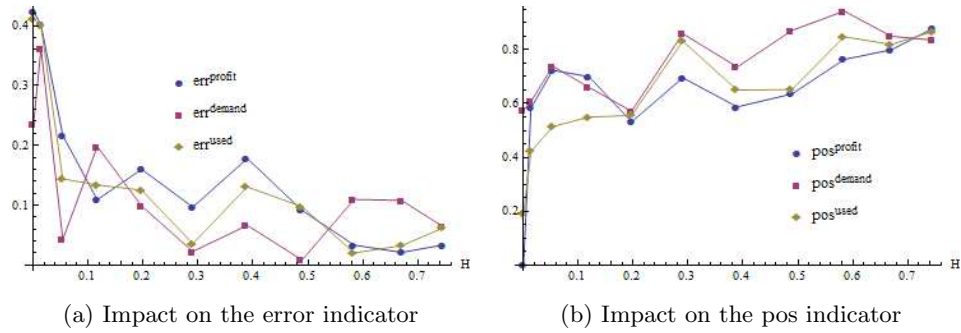 0.4
0.3
0.2
0.1
err^profit
err^demand
err^used
0.1 0.2 0.3 0.4 0.5 0.6 0.7 H
0.8
0.6
0.4
0.2
pos^profit
pos^demand
pos^used
0.1 0.2 0.3 0.4 0.5 0.6 0.7 H
(a) Impact on the error indicator
(b) Impact on the pos indicator